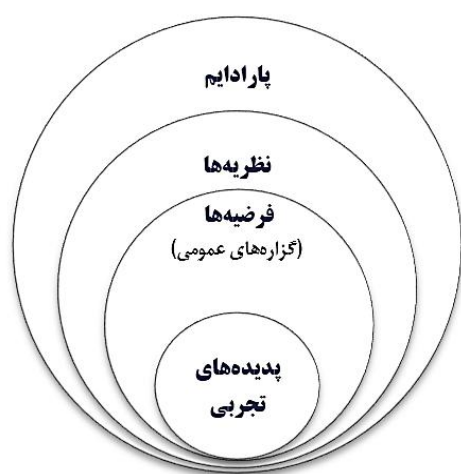 پارادایم
نظریه‌ها
فرضیه‌ها
(گزاره‌های عمومی)
پدیده‌های
تجربی